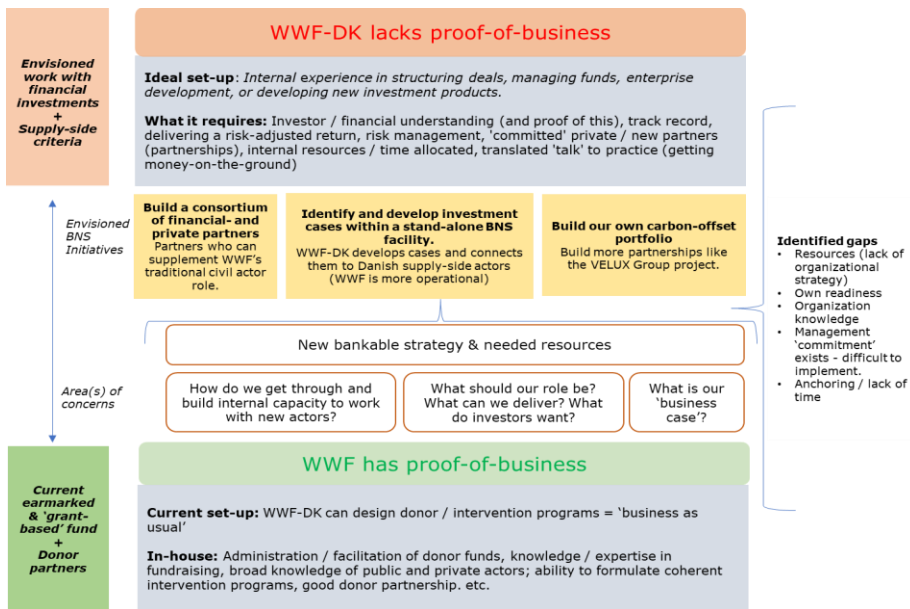 WWF-DK lacks proof-of-business
Envisioned
work with
financial
investments
+
Supply-side
criteria
Ideal set-up: Internal experience in structuring deals, managing funds, enterprise
development, or developing new investment products.
What it requires: Investor / financial understanding (and proof of this), track record,
delivering a risk-adjusted return, risk management, 'committed' private / new partners
(partnerships), internal resources / time allocated, translated 'talk' to practice (getting
money-on-the-ground)
Envisioned
BNS
Initiatives
Build a consortium
of financial- and
private partners
Partners who can
supplement WWF's
traditional civil actor
role.
Identify and develop investment
cases within a stand-alone BNS
facility.
WWF-DK develops cases and connects
them to Danish supply-side actors
(WWF is more operational)
Build our own carbon-offset
portfolio
Build more partnerships like
the VELUX Group project.
Identified gaps
• Resources (lack of
organizational
strategy)
• Own readiness
• Organization
knowledge
• Management
'commitment'
exists - difficult to
implement.
• Anchoring / lack of
time
New bankable strategy & needed resources
Area(s) of
concerns
How do we get through and
build internal capacity to work
with new actors?
What should our role be?
What can we deliver? What
do investors want?
What is our
'business
case'?
WWF has proof-of-business
Current
earmarked
& 'grant-
based' fund
+
Donor
partners
Current set-up: WWF-DK can design donor / intervention programs = 'business as
usual'
In-house: Administration / facilitation of donor funds, knowledge / expertise in
fundraising, broad knowledge of public and private actors; ability to formulate coherent
intervention programs, good donor partnership. etc.